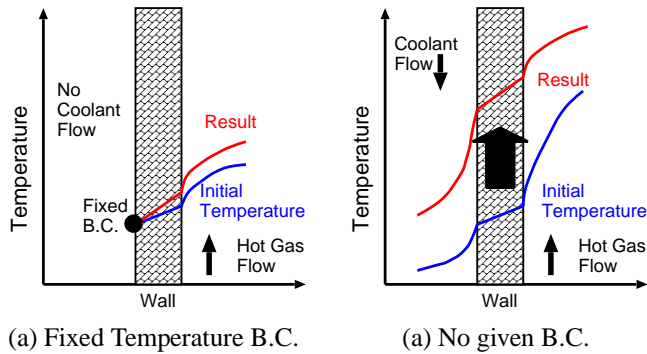 Temperature
No
Coolant
Flow
Result
Fixed
B.C.
Initial
Temperature
Hot Gas
Flow
Wall
(a) Fixed Temperature B.C.
Temperature
Coolant
Flow
Result
Initial
Temperature
Hot Gas
Flow
Wall
(a) No given B.C.